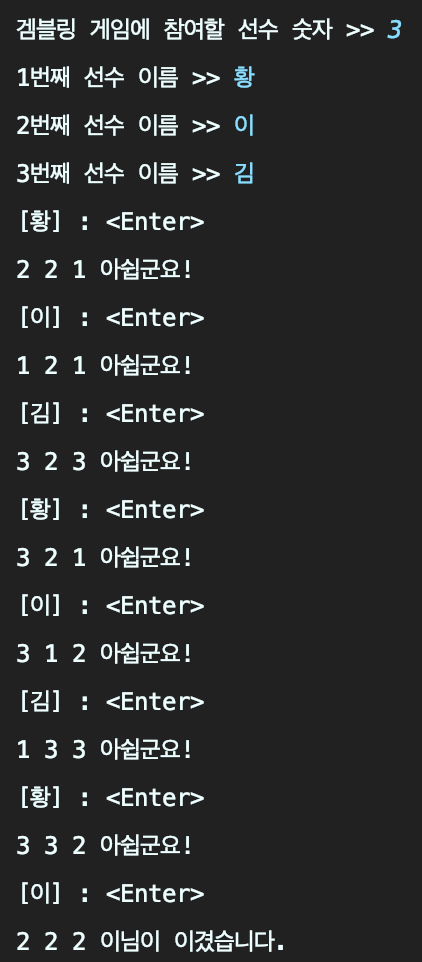 겜블링 게임에 참여할 선수 숫자 >> 3
1번째 선수 이름 >> 황
2번째 선수 이름 >> 이
3번째 선수 이름 >> 김
[황] : <Enter>
2 2 1 아쉽군요!
[이] : <Enter>
1 2 1 아쉽군요!
[김] : <Enter>
3 2 3 아쉽군요!
[황] : <Enter>
3 2 1 아쉽군요!
[이] : <Enter>
3 1 2 아쉽군요!
[김] : <Enter>
1 3 3 아쉽군요!
[황] : <Enter>
3 3 2 아쉽군요!
[이] : <Enter>
2 2 2 이님이 이겼습니다.